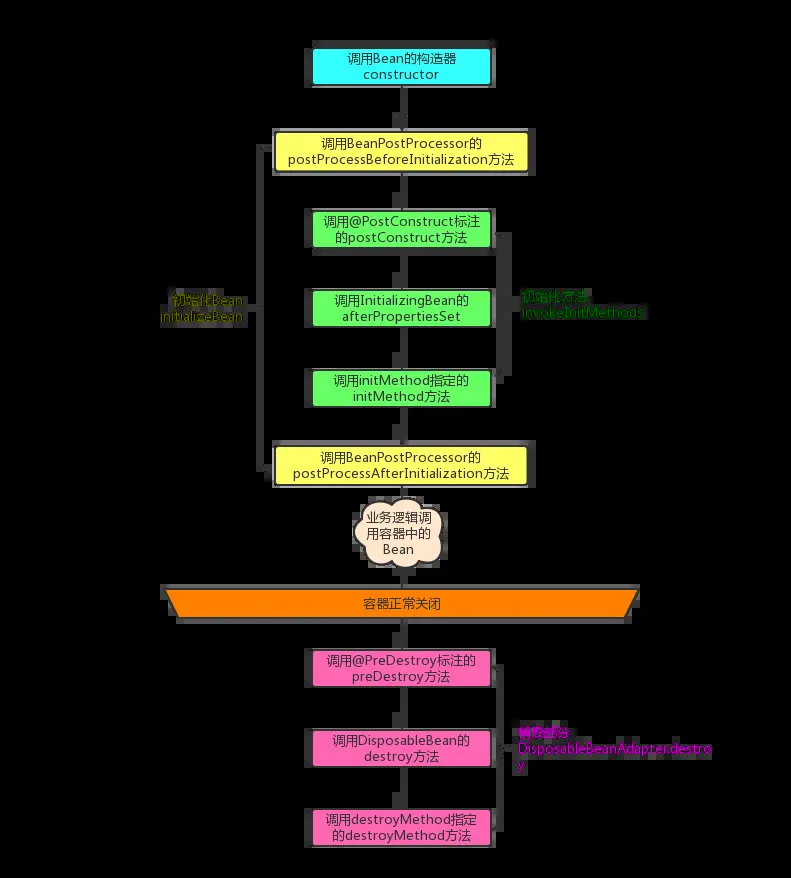 调用Bean的构造器
constructor
调用BeanPostProcessor的
postProcessBeforeInitialization方法
调用@PostConstruct标注
的postConstruct方法
初始化Bean
initializeBean
调用InitializingBean的
afterPropertiesSet
初始化方法
invokeInitMethods
调用initMethod指定的
initMethod方法
调用BeanPostProcessor的
postProcessAfterInitialization方法
业务逻辑调
用容器中的
Bean
容器正常关闭
调用@PreDestroy标注的
preDestroy方法
调用DisposableBean的
destroy方法
销毁部分
DisposableBeanAdapter.destro
y
调用destroyMethod指定
的destroyMethod方法